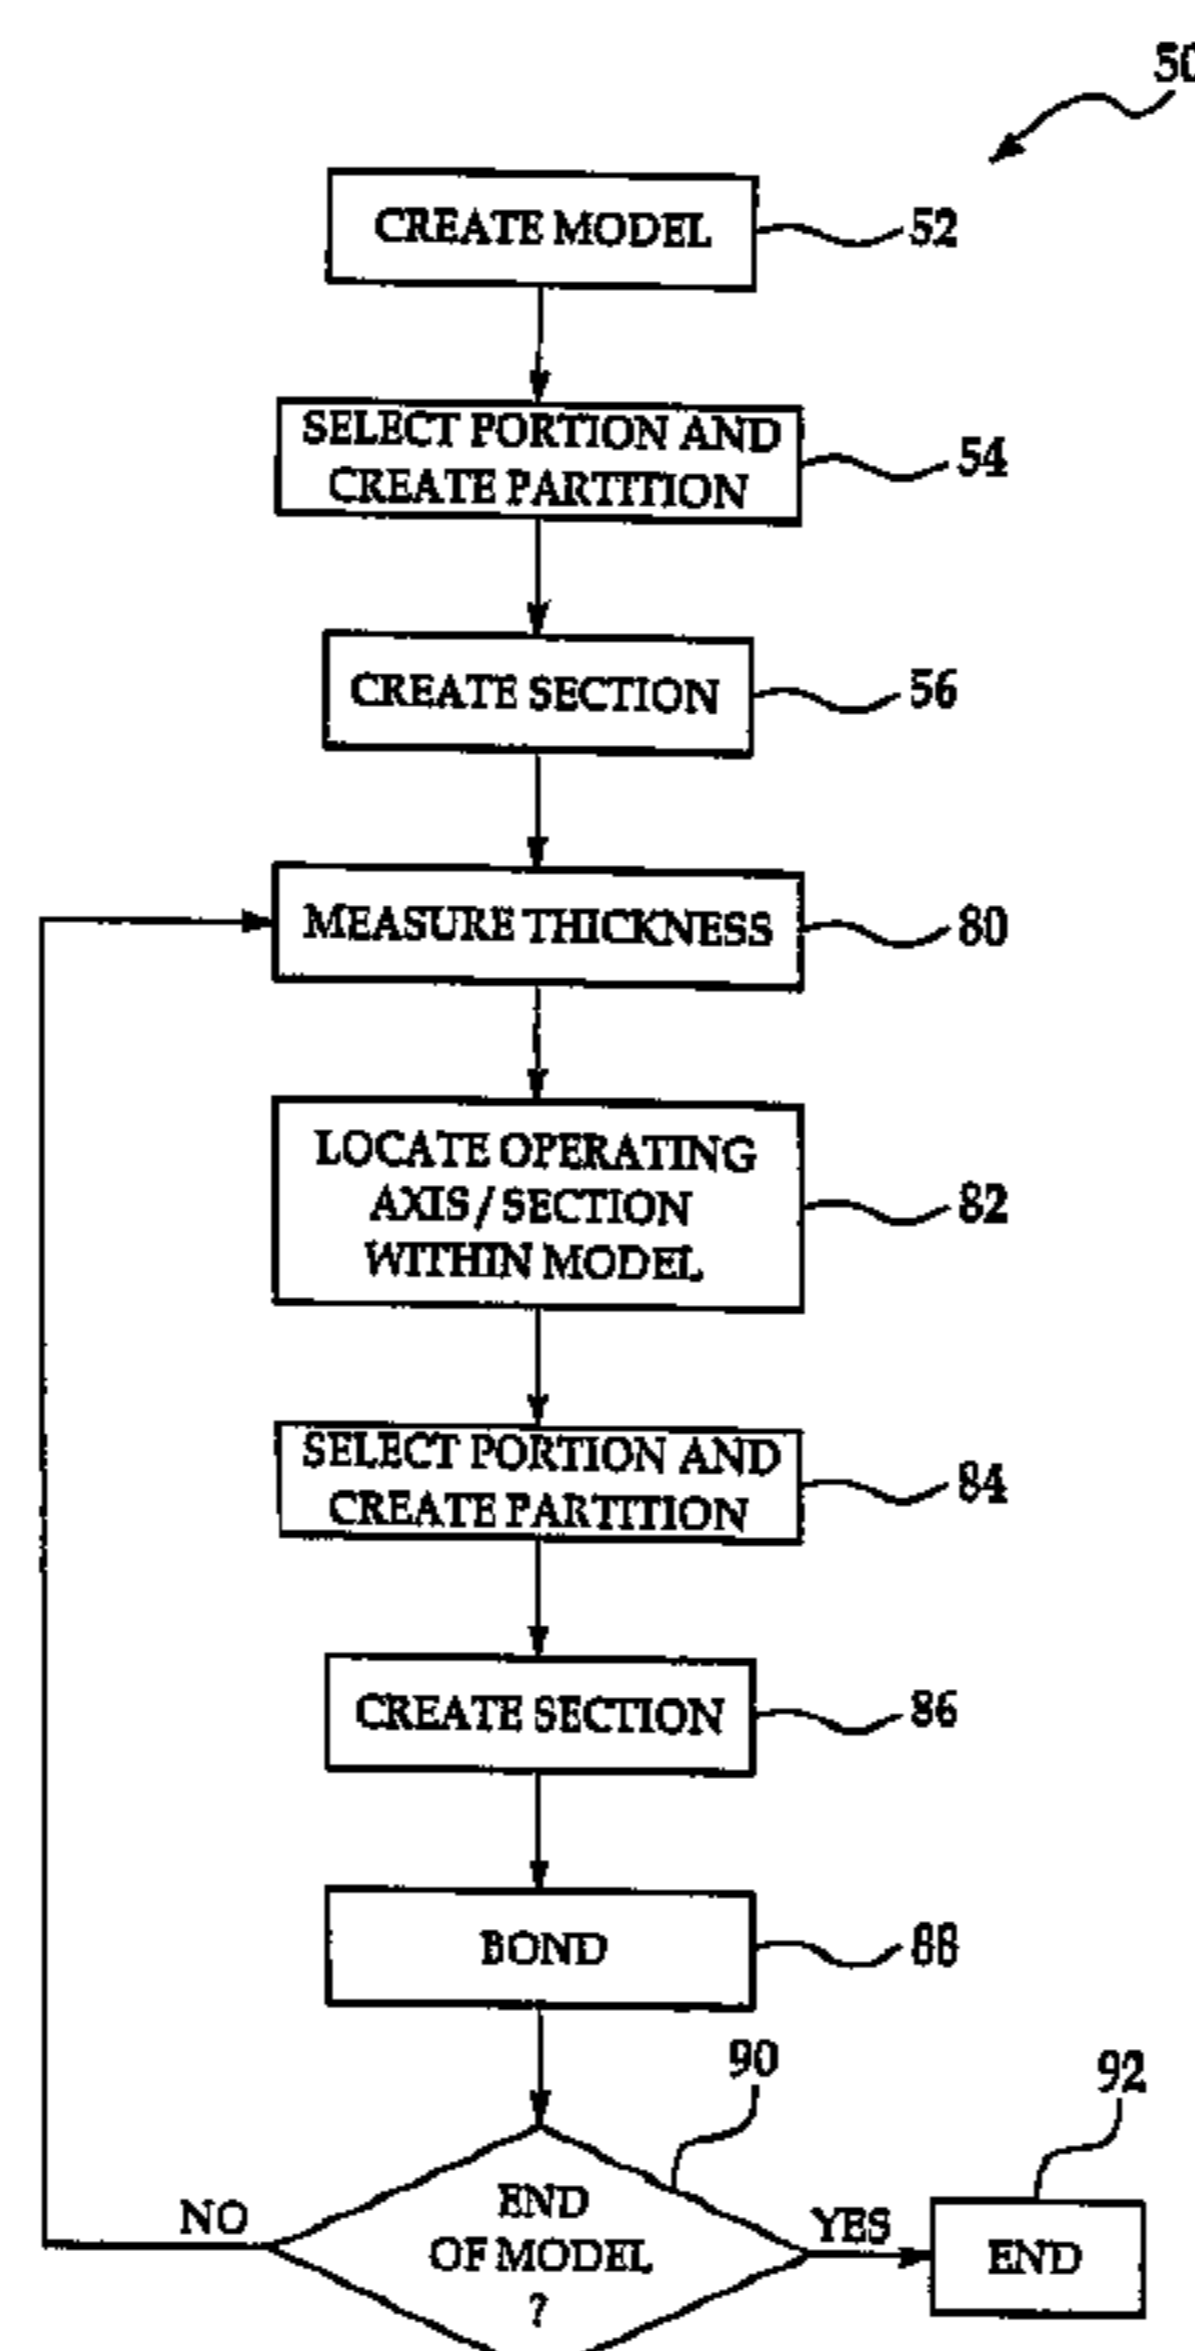 50
CREATE MODEL
52
SELECT PORTION AND
CREATE PARTITION
54
CREATE SECTION
56
MEASURE THICKNESS
80
LOCATE OPERATING
AXIS/SECTION
WITHIN MODEL
82
SELECT PORTION AND
CREATE PARTITION
84
CREATE SECTION
86
BOND
88
90
92
NO
END
OF MODEL
?
YES
END